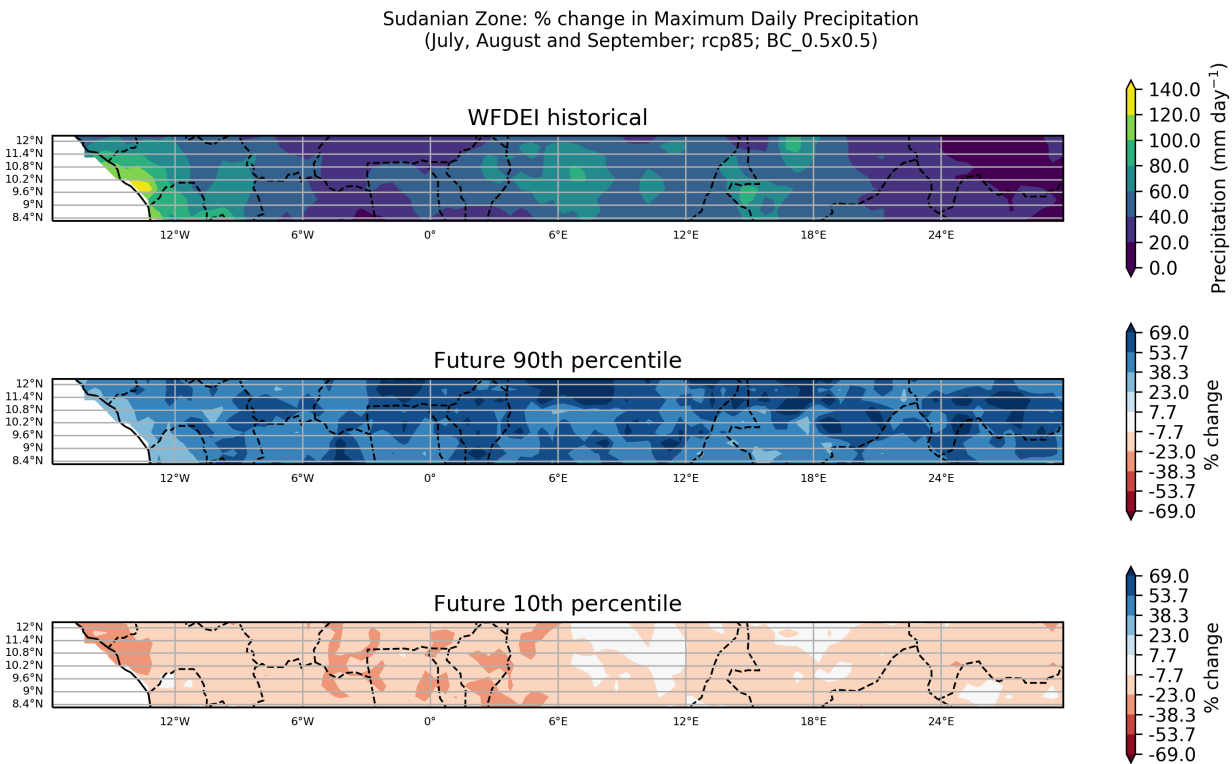 Sudanian Zone: % change in Maximum Daily Precipitation
(July, August and September; rcp85; BC_0.5x0.5)
WFDEI historical
12°N
11.4°N
10.8°N
10.2°N
9.6°N
9°N
8.4°N
12°W 6°W 0° 6°E 12°E 18°E 24°E
140.0
120.0
100.0
80.0
60.0
40.0
20.0
0.0
Precipitation (mm day⁻¹)
Future 90th percentile
12°N
11.4°N
10.8°N
10.2°N
9.6°N
9°N
8.4°N
12°W 6°W 0° 6°E 12°E 18°E 24°E
69.0
53.7
38.3
23.0
7.7
-7.7
-23.0
-38.3
-53.7
-69.0
% change
Future 10th percentile
12°N
11.4°N
10.8°N
10.2°N
9.6°N
9°N
8.4°N
12°W 6°W 0° 6°E 12°E 18°E 24°E
69.0
53.7
38.3
23.0
7.7
-7.7
-23.0
-38.3
-53.7
-69.0
% change